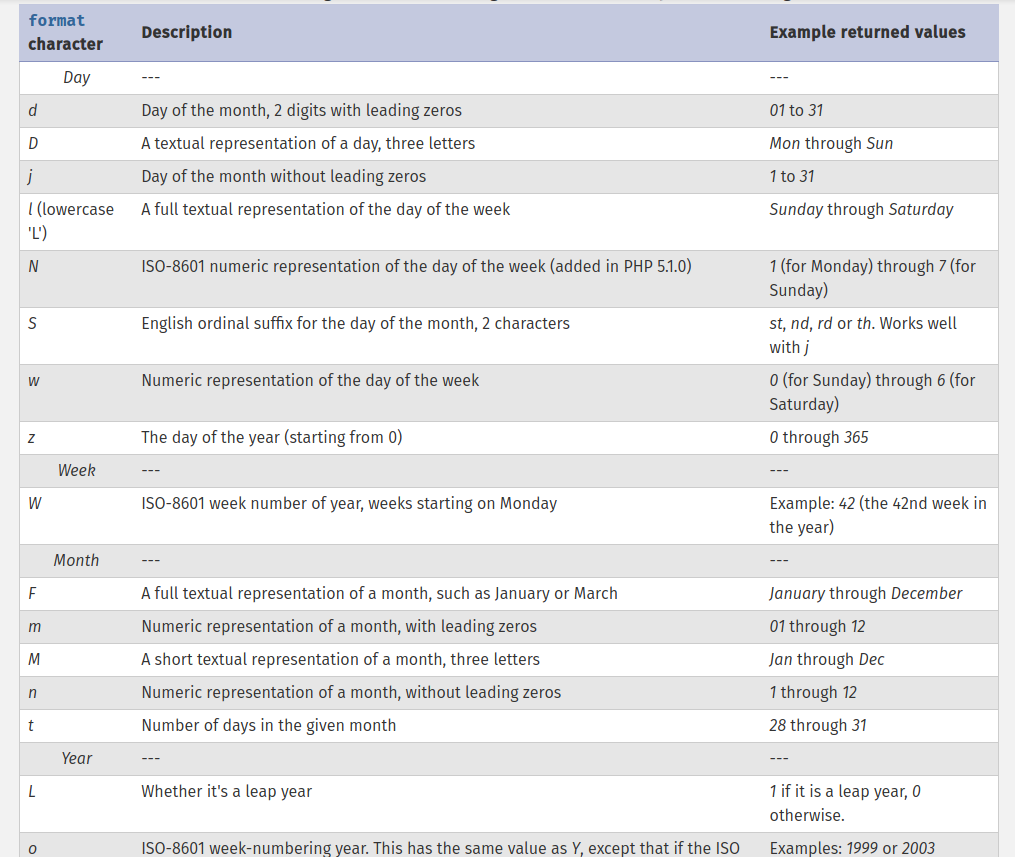 format character Description Example returned values
Day --- ---
d Day of the month, 2 digits with leading zeros 01 to 31
D A textual representation of a day, three letters Mon through Sun
j Day of the month without leading zeros 1 to 31
l (lowercase 'L') A full textual representation of the day of the week Sunday through Saturday
N ISO-8601 numeric representation of the day of the week (added in PHP 5.1.0) 1 (for Monday) through 7 (for Sunday)
S English ordinal suffix for the day of the month, 2 characters st, nd, rd or th. Works well with j
w Numeric representation of the day of the week 0 (for Sunday) through 6 (for Saturday)
z The day of the year (starting from 0) 0 through 365
Week --- ---
W ISO-8601 week number of year, weeks starting on Monday Example: 42 (the 42nd week in the year)
Month --- ---
F A full textual representation of a month, such as January or March January through December
m Numeric representation of a month, with leading zeros 01 through 12
M A short textual representation of a month, three letters Jan through Dec
n Numeric representation of a month, without leading zeros 1 through 12
t Number of days in the given month 28 through 31
Year --- ---
L Whether it's a leap year 1 if it is a leap year, 0 otherwise.
o ISO-8601 week-numbering year. This has the same value as Y, except that if the ISO Examples: 1999 or 2003